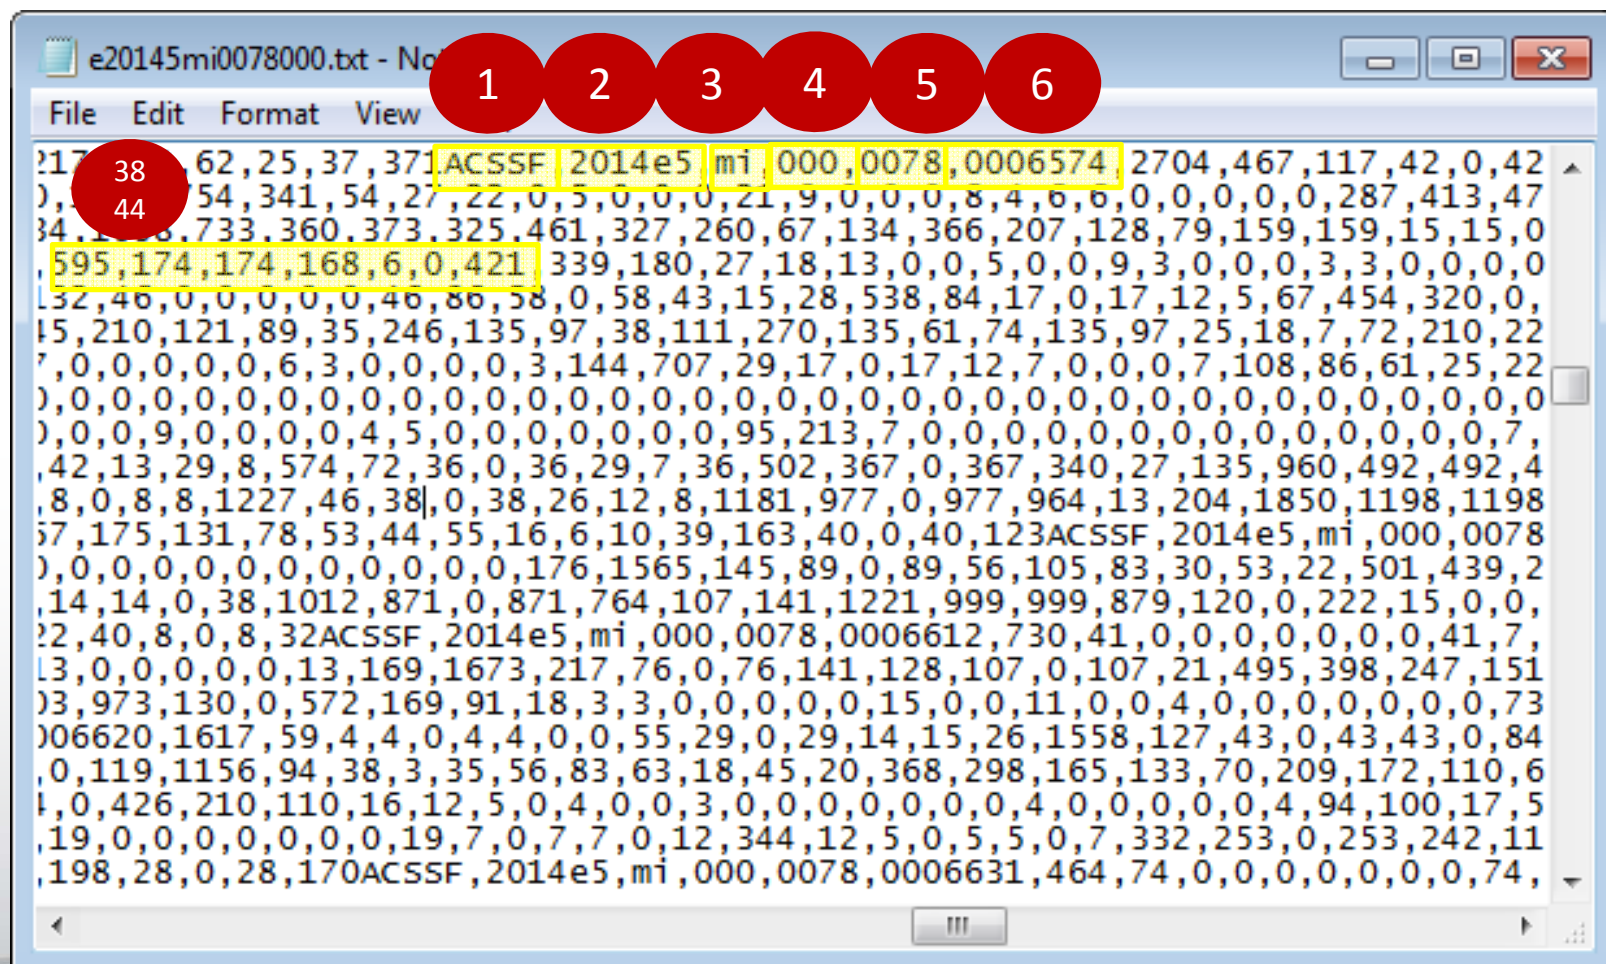 e20145mi0078000.txt - No
1 2 3 4 5 6
File Edit Format View
38
44
217 ,62,25,37,371ACSSF,2014e5,mi,000,0078,0006574,2704,467,117,42,0,42
54,341,54,27,22,0,5,0,0,0,21,9,0,0,0,8,4,6,6,0,0,0,0,0,287,413,47
,733,360,373,325,461,327,260,67,134,366,207,128,79,159,159,15,15,0
,595,174,174,168,6,0,421,339,180,27,18,13,0,0,5,0,0,9,3,0,0,0,3,3,0,0,0,0
132,46,0,0,0,0,0,46,86,58,0,58,43,15,28,538,84,17,0,17,12,5,67,454,320,0,
45,210,121,89,35,246,135,97,38,111,270,135,61,74,135,97,25,18,7,72,210,22
,0,0,0,0,0,6,3,0,0,0,0,3,144,707,29,17,0,17,12,7,0,0,0,7,108,86,61,25,22
0,0,0,0,0,0,0,0,0,0,0,0,0,0,0,0,0,0,0,0,0,0,0,0,0,0,0,0,0,0,0,0,0,0,0,0,0
0,0,0,9,0,0,0,0,4,5,0,0,0,0,0,0,0,95,213,7,0,0,0,0,0,0,0,0,0,0,0,0,0,0,7,
,42,13,29,8,574,72,36,0,36,29,7,36,502,367,0,367,340,27,135,960,492,492,4
,8,0,8,8,1227,46,38,0,38,26,12,8,1181,977,0,977,964,13,204,1850,1198,1198
57,175,131,78,53,44,55,16,6,10,39,163,40,0,40,123ACSSF,2014e5,mi,000,0078
0,0,0,0,0,0,0,0,0,0,0,0,176,1565,145,89,0,89,56,105,83,30,53,22,501,439,2
,14,14,0,38,1012,871,0,871,764,107,141,1221,999,999,879,120,0,222,15,0,0,
22,40,8,0,8,32ACSSF,2014e5,mi,000,0078,0006612,730,41,0,0,0,0,0,0,0,41,7,
13,0,0,0,0,0,13,169,1673,217,76,0,76,141,128,107,0,107,21,495,398,247,151
03,973,130,0,572,169,91,18,3,3,0,0,0,0,0,15,0,0,11,0,0,4,0,0,0,0,0,0,0,73
006620,1617,59,4,4,0,4,4,0,0,55,29,0,29,14,15,26,1558,127,43,0,43,43,0,84
,0,119,1156,94,38,3,35,56,83,63,18,45,20,368,298,165,133,70,209,172,110,6
4,0,426,210,110,16,12,5,0,4,0,0,3,0,0,0,0,0,0,0,4,0,0,0,0,0,4,94,100,17,5
,19,0,0,0,0,0,0,0,19,7,0,7,7,0,12,344,12,5,0,5,5,0,7,332,253,0,253,242,11
,198,28,0,28,170ACSSF,2014e5,mi,000,0078,0006631,464,74,0,0,0,0,0,0,0,74,